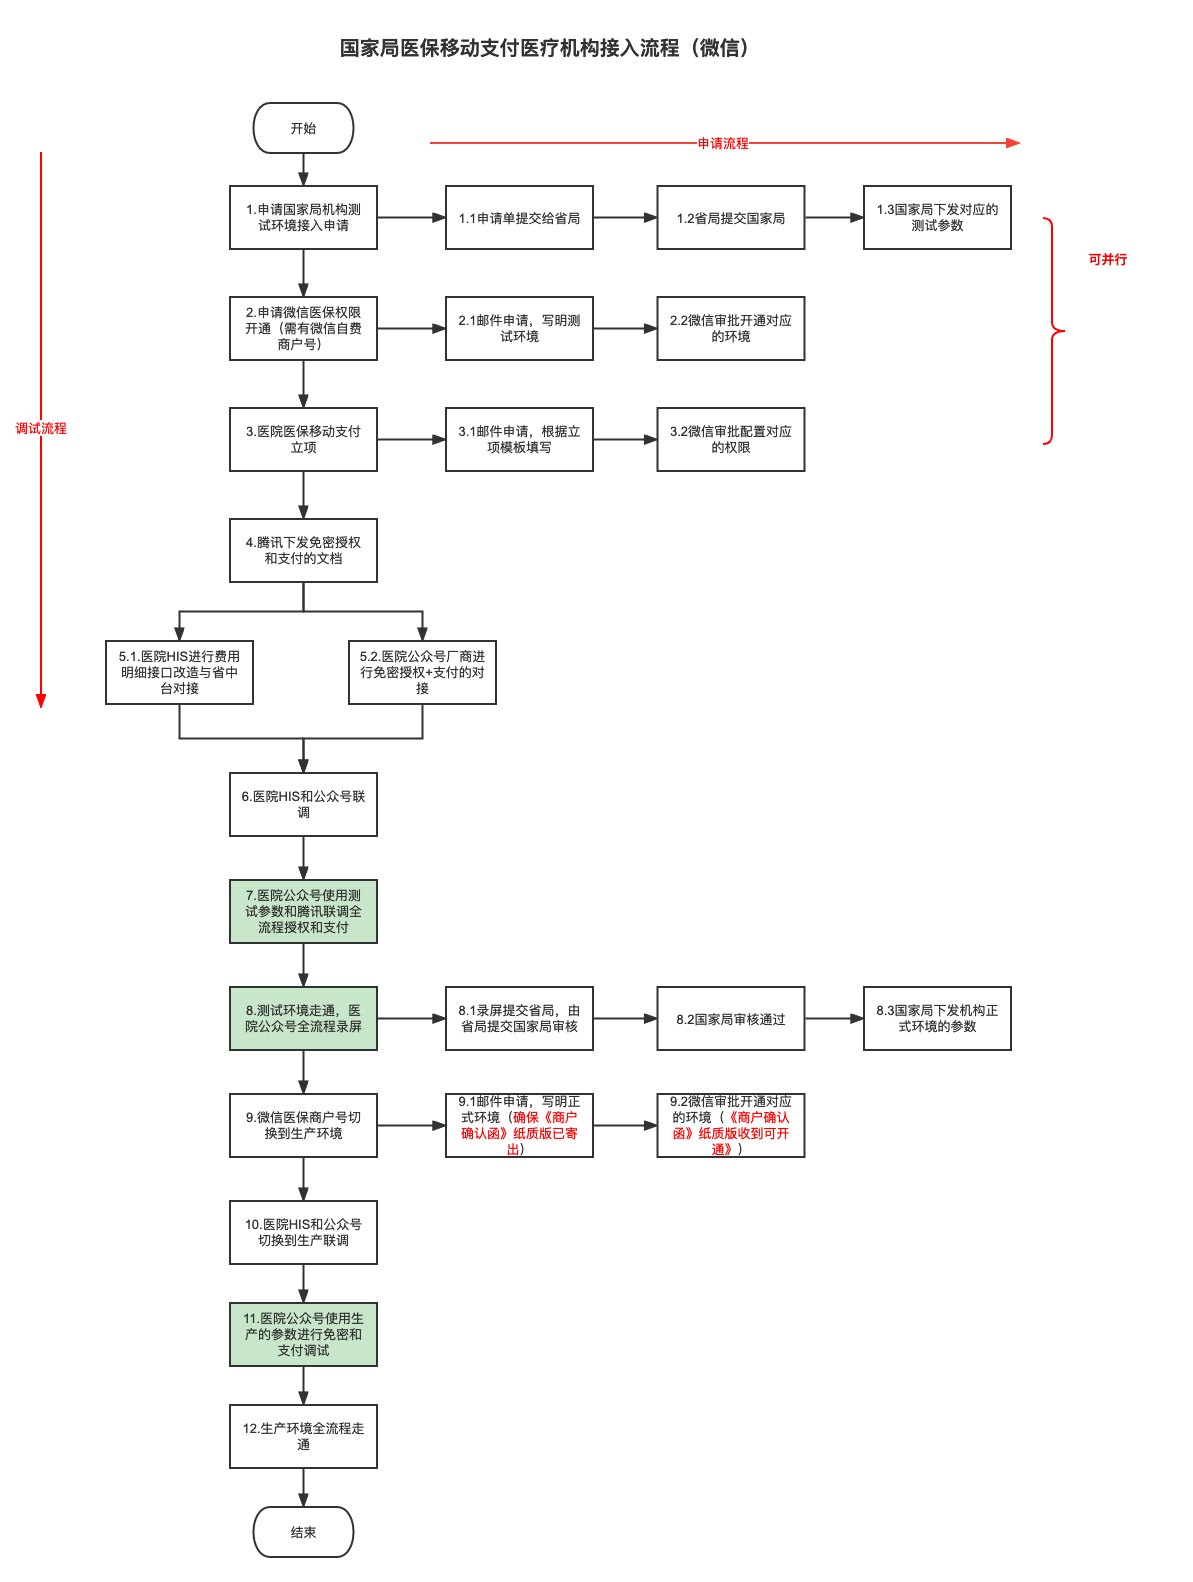 国家局医保移动支付医疗机构接入流程（微信）
开始
申请流程
1.申请国家局机构测
试环境接入申请
1.1申请单提交给省局
1.2省局提交国家局
1.3国家局下发对应的
测试参数
可并行
2.申请微信医保权限
开通（需有微信自费
商户号）
2.1邮件申请，写明测
试环境
2.2微信审批开通对应
的环境
调试流程
3.医院医保移动支付
立项
3.1邮件申请，根据立
项模板填写
3.2微信审批配置对应
的权限
4.腾讯下发免密授权
和支付的文档
5.1.医院HIS进行费用
明细接口改造与省中
台对接
5.2.医院公众号厂商进
行免密授权+支付的对
接
6.医院HIS和公众号联
调
7.医院公众号使用测
试参数和腾讯联调全
流程授权和支付
8.测试环境走通，医
院公众号全流程录屏
8.1录屏提交省局，由
省局提交国家局审核
8.2国家局审核通过
8.3国家局下发机构正
式环境的参数
9.微信医保商户号切
换到生产环境
9.1邮件申请，写明正
式环境（确保《商户
确认函》纸质版已寄
出）
9.2微信审批开通对应
的环境（《商户确认
函》纸质版收到可开
通》）
10.医院HIS和公众号
切换到生产联调
11.医院公众号使用生
产的参数进行免密和
支付调试
12.生产环境全流程走
通
结束